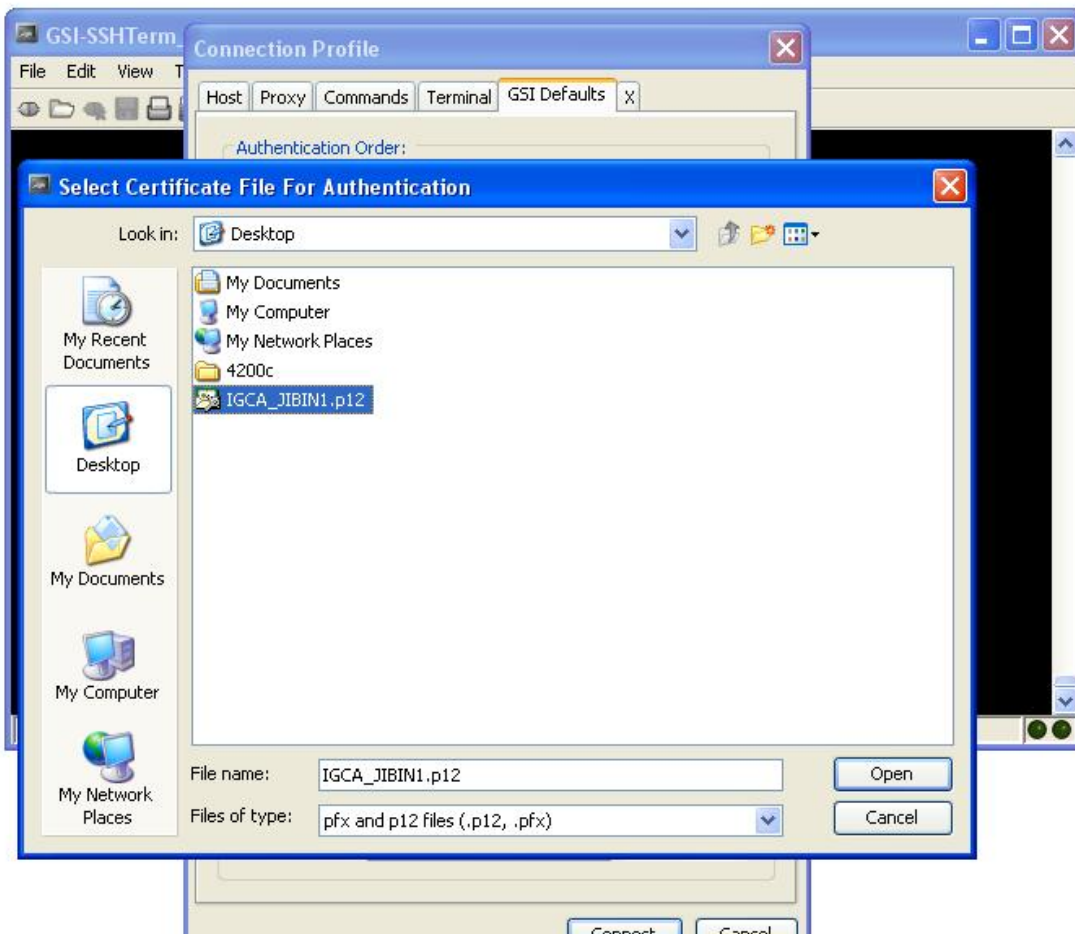 GSI-SSHTerm_
Connection Profile
File Edit View T
Host Proxy Commands Terminal GSI Defaults X
Authentication Order:
Select Certificate File For Authentication
Look in: Desktop
My Recent Documents
Desktop
My Documents
My Computer
My Network Places
My Documents
My Computer
My Network Places
4200c
IGCA_JIBIN1.p12
File name: IGCA_JIBIN1.p12
Open
Files of type: pfx and p12 files (.p12, .pfx)
Cancel
Connect Cancel